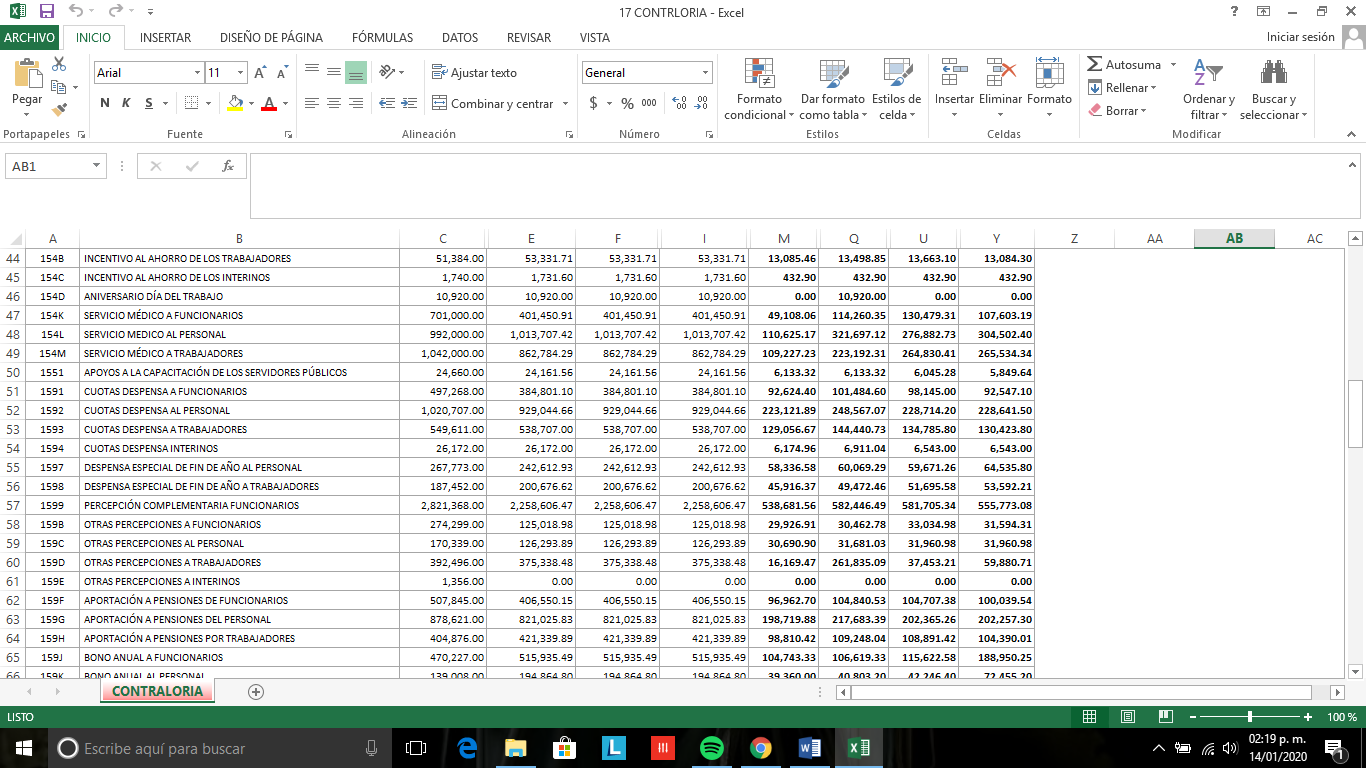 17 CONTRLORIA - Excel
ARCHIVO INICIO INSERTAR DISEÑO DE PÁGINA FÓRMULAS DATOS REVISAR VISTA Iniciar sesión
Pegar Arial 11 Ajustar texto General Formato condicional Dar formato como tabla Estilos de celda Insertar Eliminar Formato Autosuma Rellenar Borrar Ordenar y filtrar Buscar y seleccionar
N K S Combinar y centrar $ % 000
Portapapeles Fuente Alineación Número Estilos Celdas Modificar
AB1 fx
A B C E F I M Q U Y Z AA AB AC
44 154B INCENTIVO AL AHORRO DE LOS TRABAJADORES 51,384.00 53,331.71 53,331.71 53,331.71 13,085.46 13,498.85 13,663.10 13,084.30
45 154C INCENTIVO AL AHORRO DE LOS INTERINOS 1,740.00 1,731.60 1,731.60 1,731.60 432.90 432.90 432.90 432.90
46 154D ANIVERSARIO DÍA DEL TRABAJO 10,920.00 10,920.00 10,920.00 10,920.00 0.00 10,920.00 0.00 0.00
47 154K SERVICIO MÉDICO A FUNCIONARIOS 701,000.00 401,450.91 401,450.91 401,450.91 49,108.06 114,260.35 130,479.31 107,603.19
48 154L SERVICIO MEDICO AL PERSONAL 992,000.00 1,013,707.42 1,013,707.42 1,013,707.42 110,625.17 321,697.12 276,882.73 304,502.40
49 154M SERVICIO MÉDICO A TRABAJADORES 1,042,000.00 862,784.29 862,784.29 862,784.29 109,227.23 223,192.31 264,830.41 265,534.34
50 1551 APOYOS A LA CAPACITACIÓN DE LOS SERVIDORES PÚBLICOS 24,660.00 24,161.56 24,161.56 24,161.56 6,133.32 6,133.32 6,045.28 5,849.64
51 1591 CUOTAS DESPENSA A FUNCIONARIOS 497,268.00 384,801.10 384,801.10 384,801.10 92,624.40 101,484.60 98,145.00 92,547.10
52 1592 CUOTAS DESPENSA AL PERSONAL 1,020,707.00 929,044.66 929,044.66 929,044.66 223,121.89 248,567.07 228,714.20 228,641.50
53 1593 CUOTAS DESPENSA A TRABAJADORES 549,611.00 538,707.00 538,707.00 538,707.00 129,056.67 144,440.73 134,785.80 130,423.80
54 1594 CUOTAS DESPENSA INTERINOS 26,172.00 26,172.00 26,172.00 26,172.00 6,174.96 6,911.04 6,543.00 6,543.00
55 1597 DESPENSA ESPECIAL DE FIN DE AÑO AL PERSONAL 267,773.00 242,612.93 242,612.93 242,612.93 58,336.58 60,069.29 59,671.26 64,535.80
56 1598 DESPENSA ESPECIAL DE FIN DE AÑO A TRABAJADORES 187,452.00 200,676.62 200,676.62 200,676.62 45,916.37 49,472.46 51,695.58 53,592.21
57 1599 PERCEPCIÓN COMPLEMENTARIA FUNCIONARIOS 2,821,368.00 2,258,606.47 2,258,606.47 2,258,606.47 538,681.56 582,446.49 581,705.34 555,773.08
58 159B OTRAS PERCEPCIONES A FUNCIONARIOS 274,299.00 125,018.98 125,018.98 125,018.98 29,926.91 30,462.78 33,034.98 31,594.31
59 159C OTRAS PERCEPCIONES AL PERSONAL 170,339.00 126,293.89 126,293.89 126,293.89 30,690.90 31,681.03 31,960.98 31,960.98
60 159D OTRAS PERCEPCIONES A TRABAJADORES 392,496.00 375,338.48 375,338.48 375,338.48 16,169.47 261,835.09 37,453.21 59,880.71
61 159E OTRAS PERCEPCIONES A INTERINOS 1,356.00 0.00 0.00 0.00 0.00 0.00 0.00 0.00
62 159F APORTACIÓN A PENSIONES DE FUNCIONARIOS 507,845.00 406,550.15 406,550.15 406,550.15 96,962.70 104,840.53 104,707.38 100,039.54
63 159G APORTACIÓN A PENSIONES DEL PERSONAL 878,621.00 821,025.83 821,025.83 821,025.83 198,719.88 217,683.39 202,365.26 202,257.30
64 159H APORTACIÓN A PENSIONES POR TRABAJADORES 404,876.00 421,339.89 421,339.89 421,339.89 98,810.42 109,248.04 108,891.42 104,390.01
65 159J BONO ANUAL A FUNCIONARIOS 470,227.00 515,935.49 515,935.49 515,935.49 104,743.33 106,619.33 115,622.58 188,950.25
66 159K BONO ANUAL AL PERSONAL 139,008.00 194,864.80 194,864.80 194,864.80 39,360.00 40,803.20 42,246.40 72,455.20
CONTRALORIA
LISTO 100 %
Escribe aquí para buscar 02:19 p. m.
14/01/2020